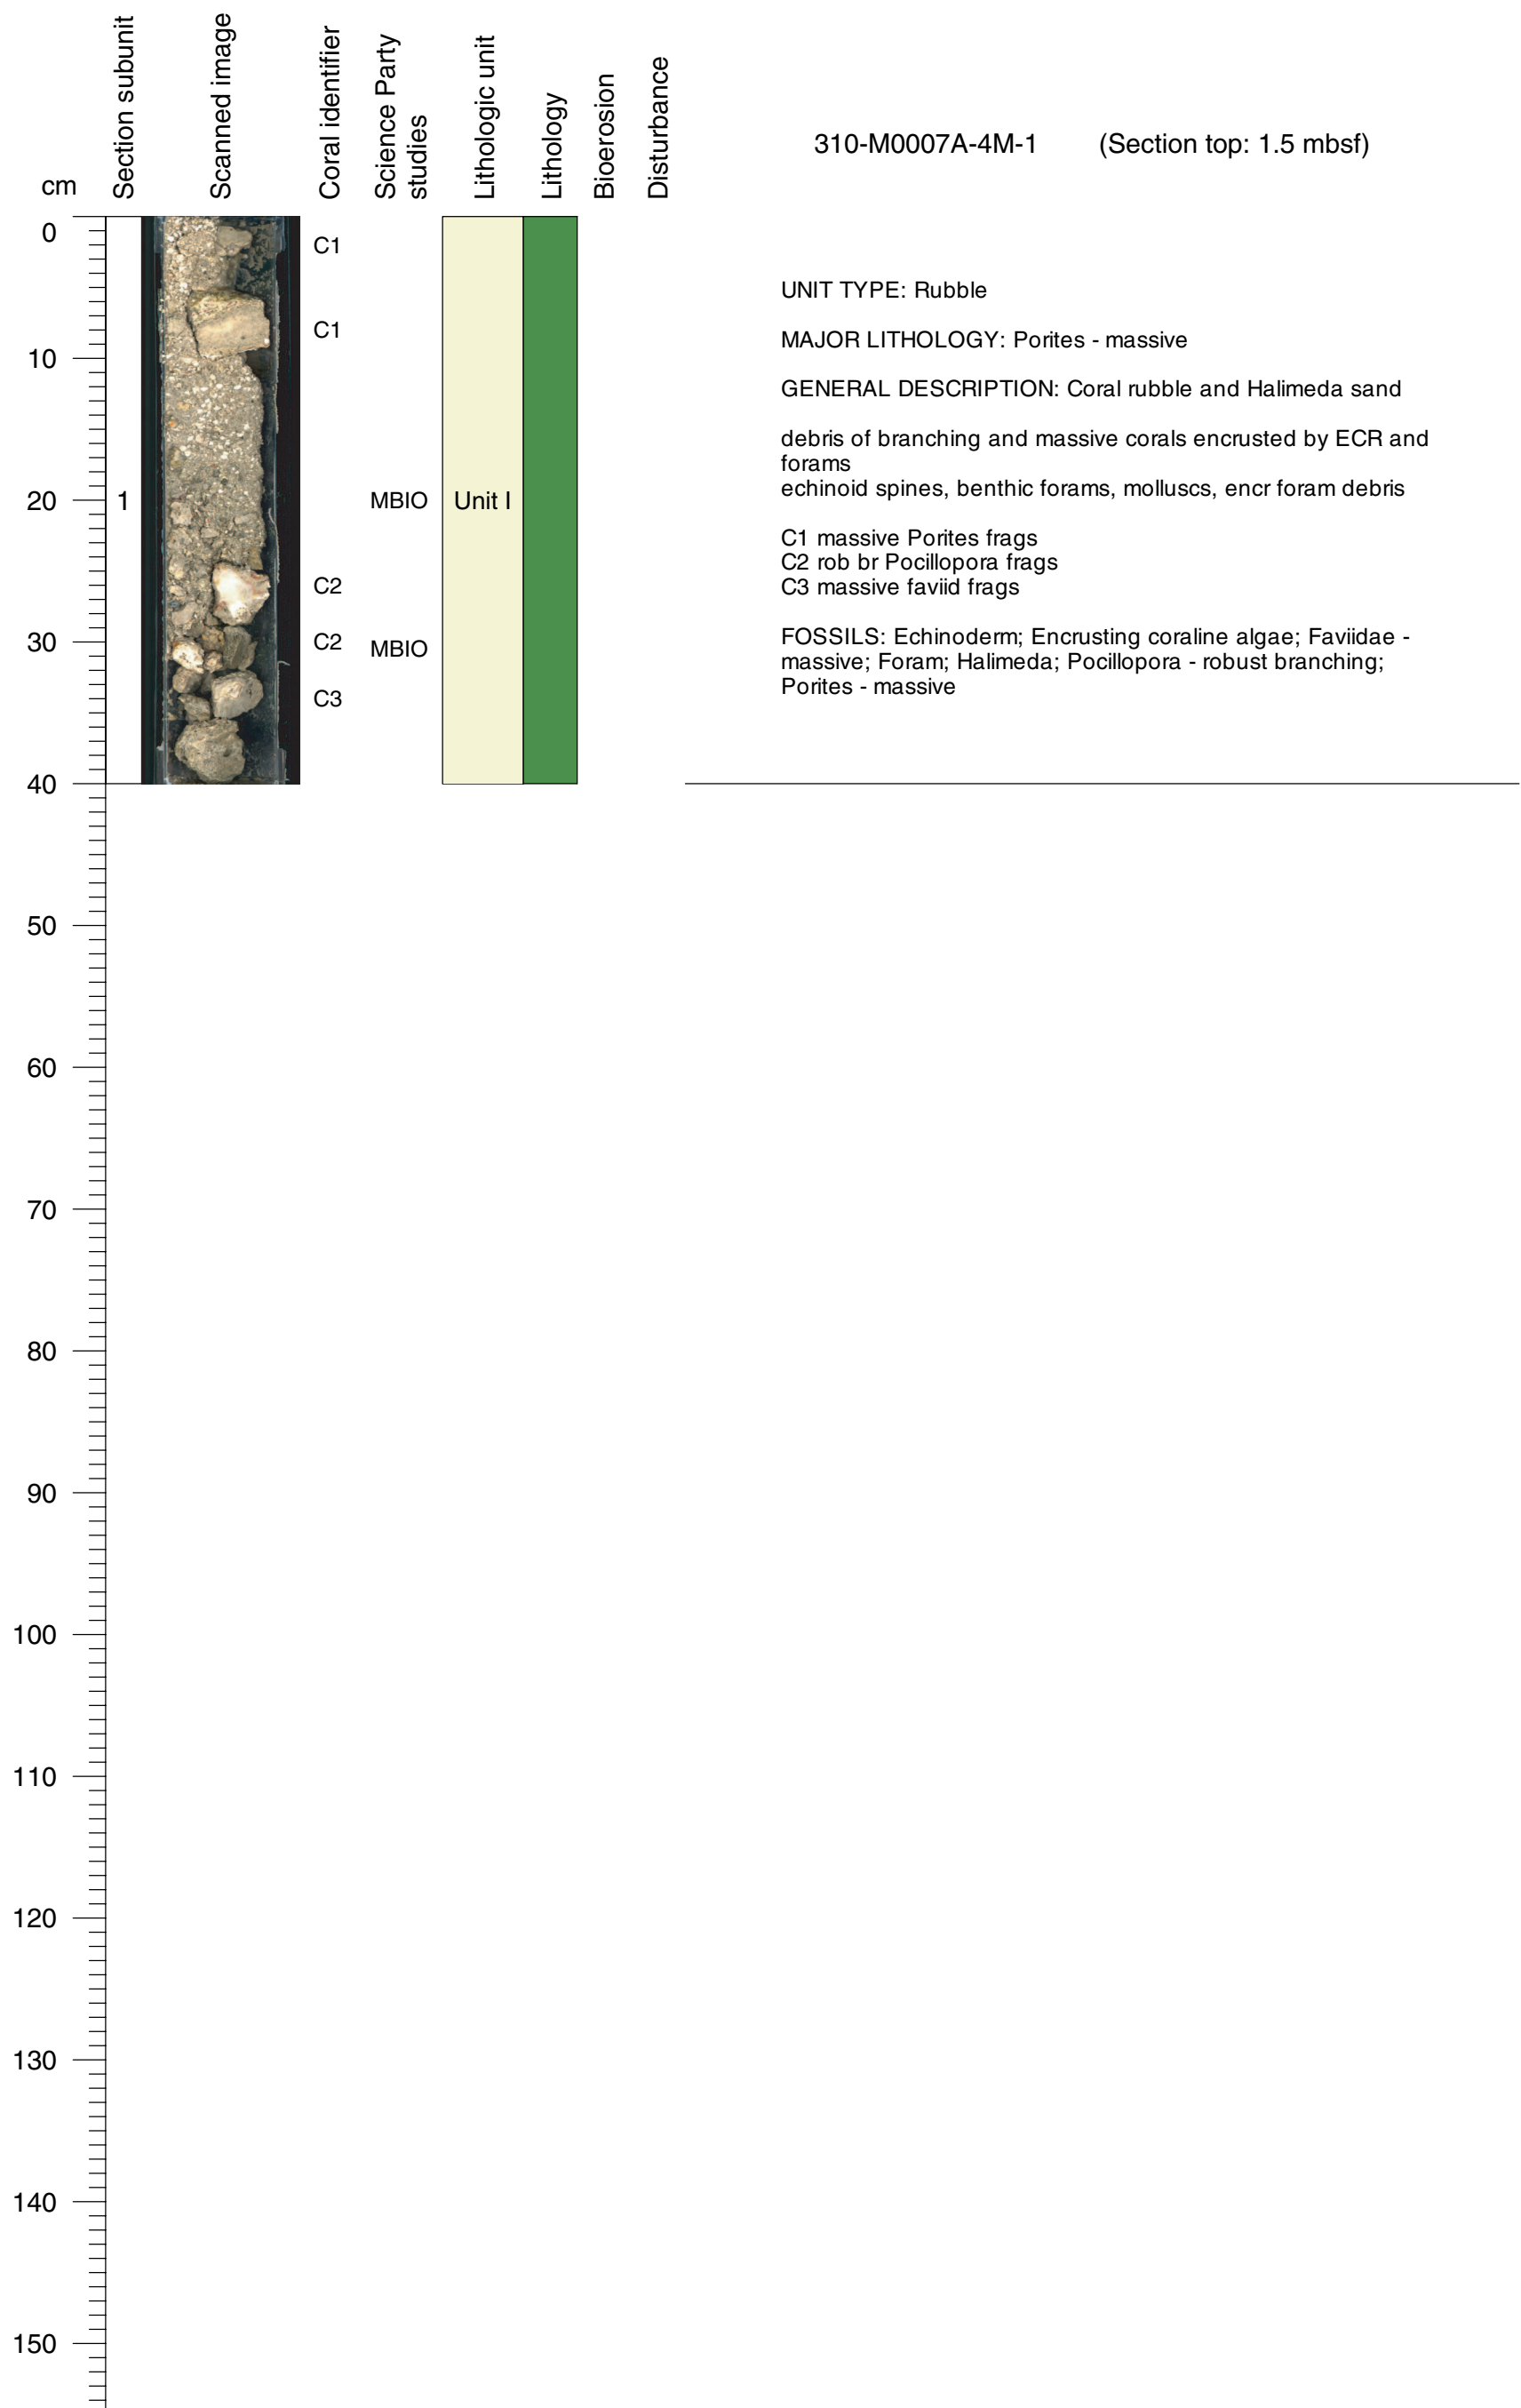 cm
Section subunit
Scanned image
Coral identifier
Science Party
studies
Lithologic unit
Lithology
Bioerosion
Disturbance
310-M0007A-4M-1 (Section top: 1.5 mbsf)
0
10
20
30
40
50
60
70
80
90
100
110
120
130
140
150
1
C1
C1
C2
C2
C3
MBIO
MBIO
Unit I
UNIT TYPE: Rubble
MAJOR LITHOLOGY: Porites - massive
GENERAL DESCRIPTION: Coral rubble and Halimeda sand
debris of branching and massive corals encrusted by ECR and
forams
echinoid spines, benthic forams, molluscs, encr foram debris
C1 massive Porites frags
C2 rob br Pocillopora frags
C3 massive faviid frags
FOSSILS: Echinoderm; Encrusting coraline algae; Faviidae -
massive; Foram; Halimeda; Pocillopora - robust branching;
Porites - massive